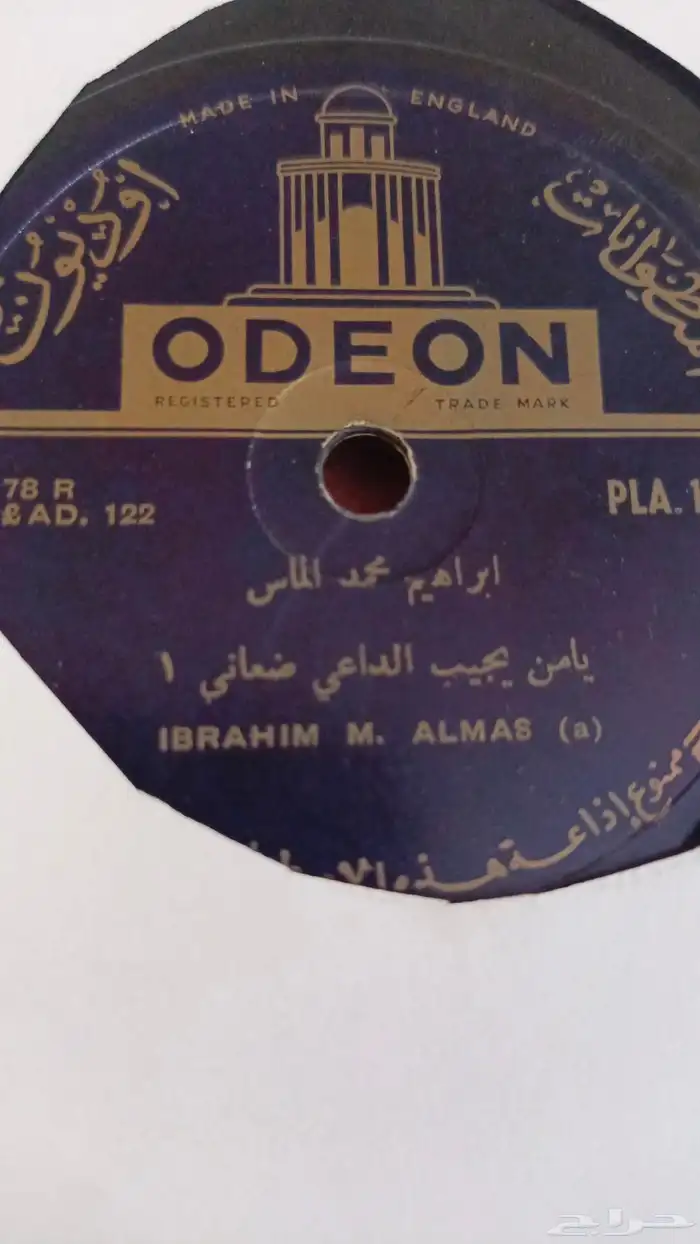 MADE IN ENGLAND
اسطوانات
اوديون
ODEON
REGISTERED TRADE MARK
78 R
& AD. 122
PLA. 1
ابراهيم محمد الماس
يامن يجيب الداعي ضعاني ١
IBRAHIM M. ALMAS (a)
ممنوع إذاعة هذه
حراج